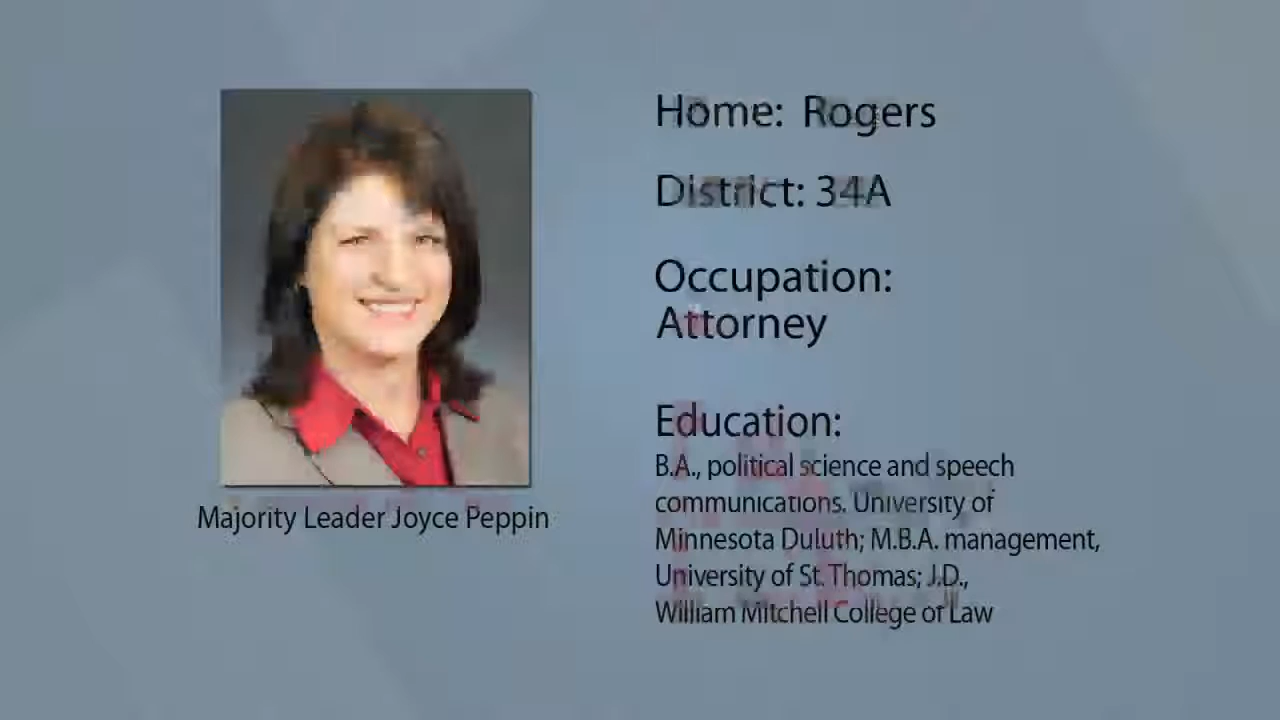 Home: Rogers
District: 34A
Occupation:
Attorney
Education:
B.A., political science and speech
communications, University of
Minnesota Duluth; M.B.A. management,
University of St. Thomas; J.D.,
William Mitchell College of Law
Majority Leader Joyce Peppin